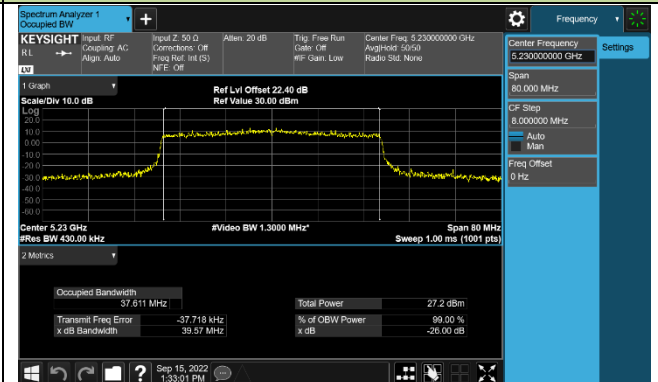 Spectrum Analyzer 1
Occupied BW
+
Frequency
KEYSIGHT Input: RF Input Z: 50 Ω Atten: 20 dB Trig: Free Run Center Freq: 5.230000000 GHz
RL Coupling: AC Corrections: Off Gate: Off Avg|Hold: 50/50
Align: Auto Freq Ref: Int (S) #IF Gain: Low Radio Std: None
LXI NFE: Off
Center Frequency
5.230000000 GHz
Settings
Span
80.000 MHz
CF Step
8.000000 MHz
Auto
Man
Freq Offset
0 Hz
1 Graph
Scale/Div 10.0 dB
Ref Lvl Offset 22.40 dB
Ref Value 30.00 dBm
Log
20.0
10.0
0.00
-10.0
-20.0
-30.0
-40.0
-50.0
-60.0
Center 5.23 GHz #Video BW 1.3000 MHz* Span 80 MHz
#Res BW 430.00 kHz Sweep 1.00 ms (1001 pts)
2 Metrics
Occupied Bandwidth
37.611 MHz Total Power 27.2 dBm
Transmit Freq Error -37.718 kHz % of OBW Power 99.00 %
x dB Bandwidth 39.57 MHz x dB -26.00 dB
?
Sep 15, 2022
1:33:01 PM